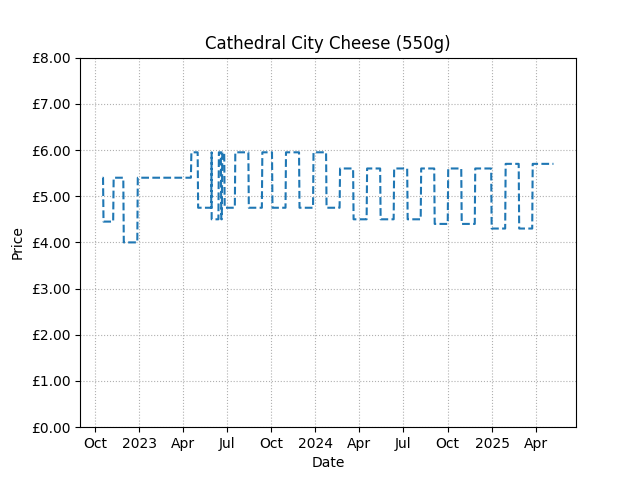 Cathedral City Cheese (550g)
£8.00
£7.00
£6.00
£5.00
£4.00
£3.00
£2.00
£1.00
£0.00
Price
Oct 2023 Apr Jul Oct 2024 Apr Jul Oct 2025 Apr
Date